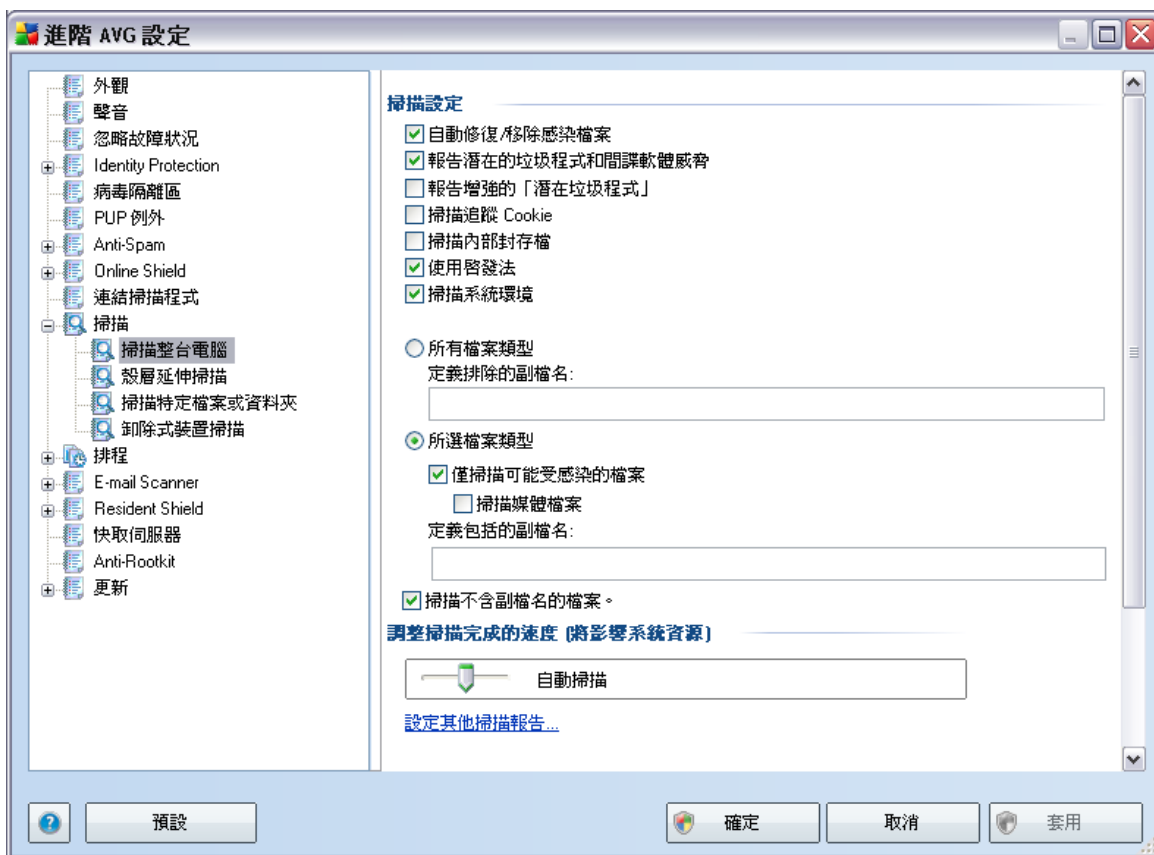 進階 AVG 設定
外觀
聲音
忽略故障狀況
Identity Protection
病毒隔離區
PUP 例外
Anti-Spam
Online Shield
連結掃描程式
掃描
掃描整台電腦
殼層延伸掃描
掃描特定檔案或資料夾
卸除式裝置掃描
排程
E-mail Scanner
Resident Shield
快取伺服器
Anti-Rootkit
更新
掃描設定
自動修復/移除感染檔案
報告潛在的垃圾程式和間諜軟體威脅
報告增強的「潛在垃圾程式」
掃描追蹤 Cookie
掃描內部封存檔
使用啓發法
掃描系統環境
所有檔案類型
定義排除的副檔名:
所選檔案類型
僅掃描可能受感染的檔案
掃描媒體檔案
定義包括的副檔名:
掃描不含副檔名的檔案。
調整掃描完成的速度 (將影響系統資源)
自動掃描
設定其他掃描報告...
預設
確定
取消
套用